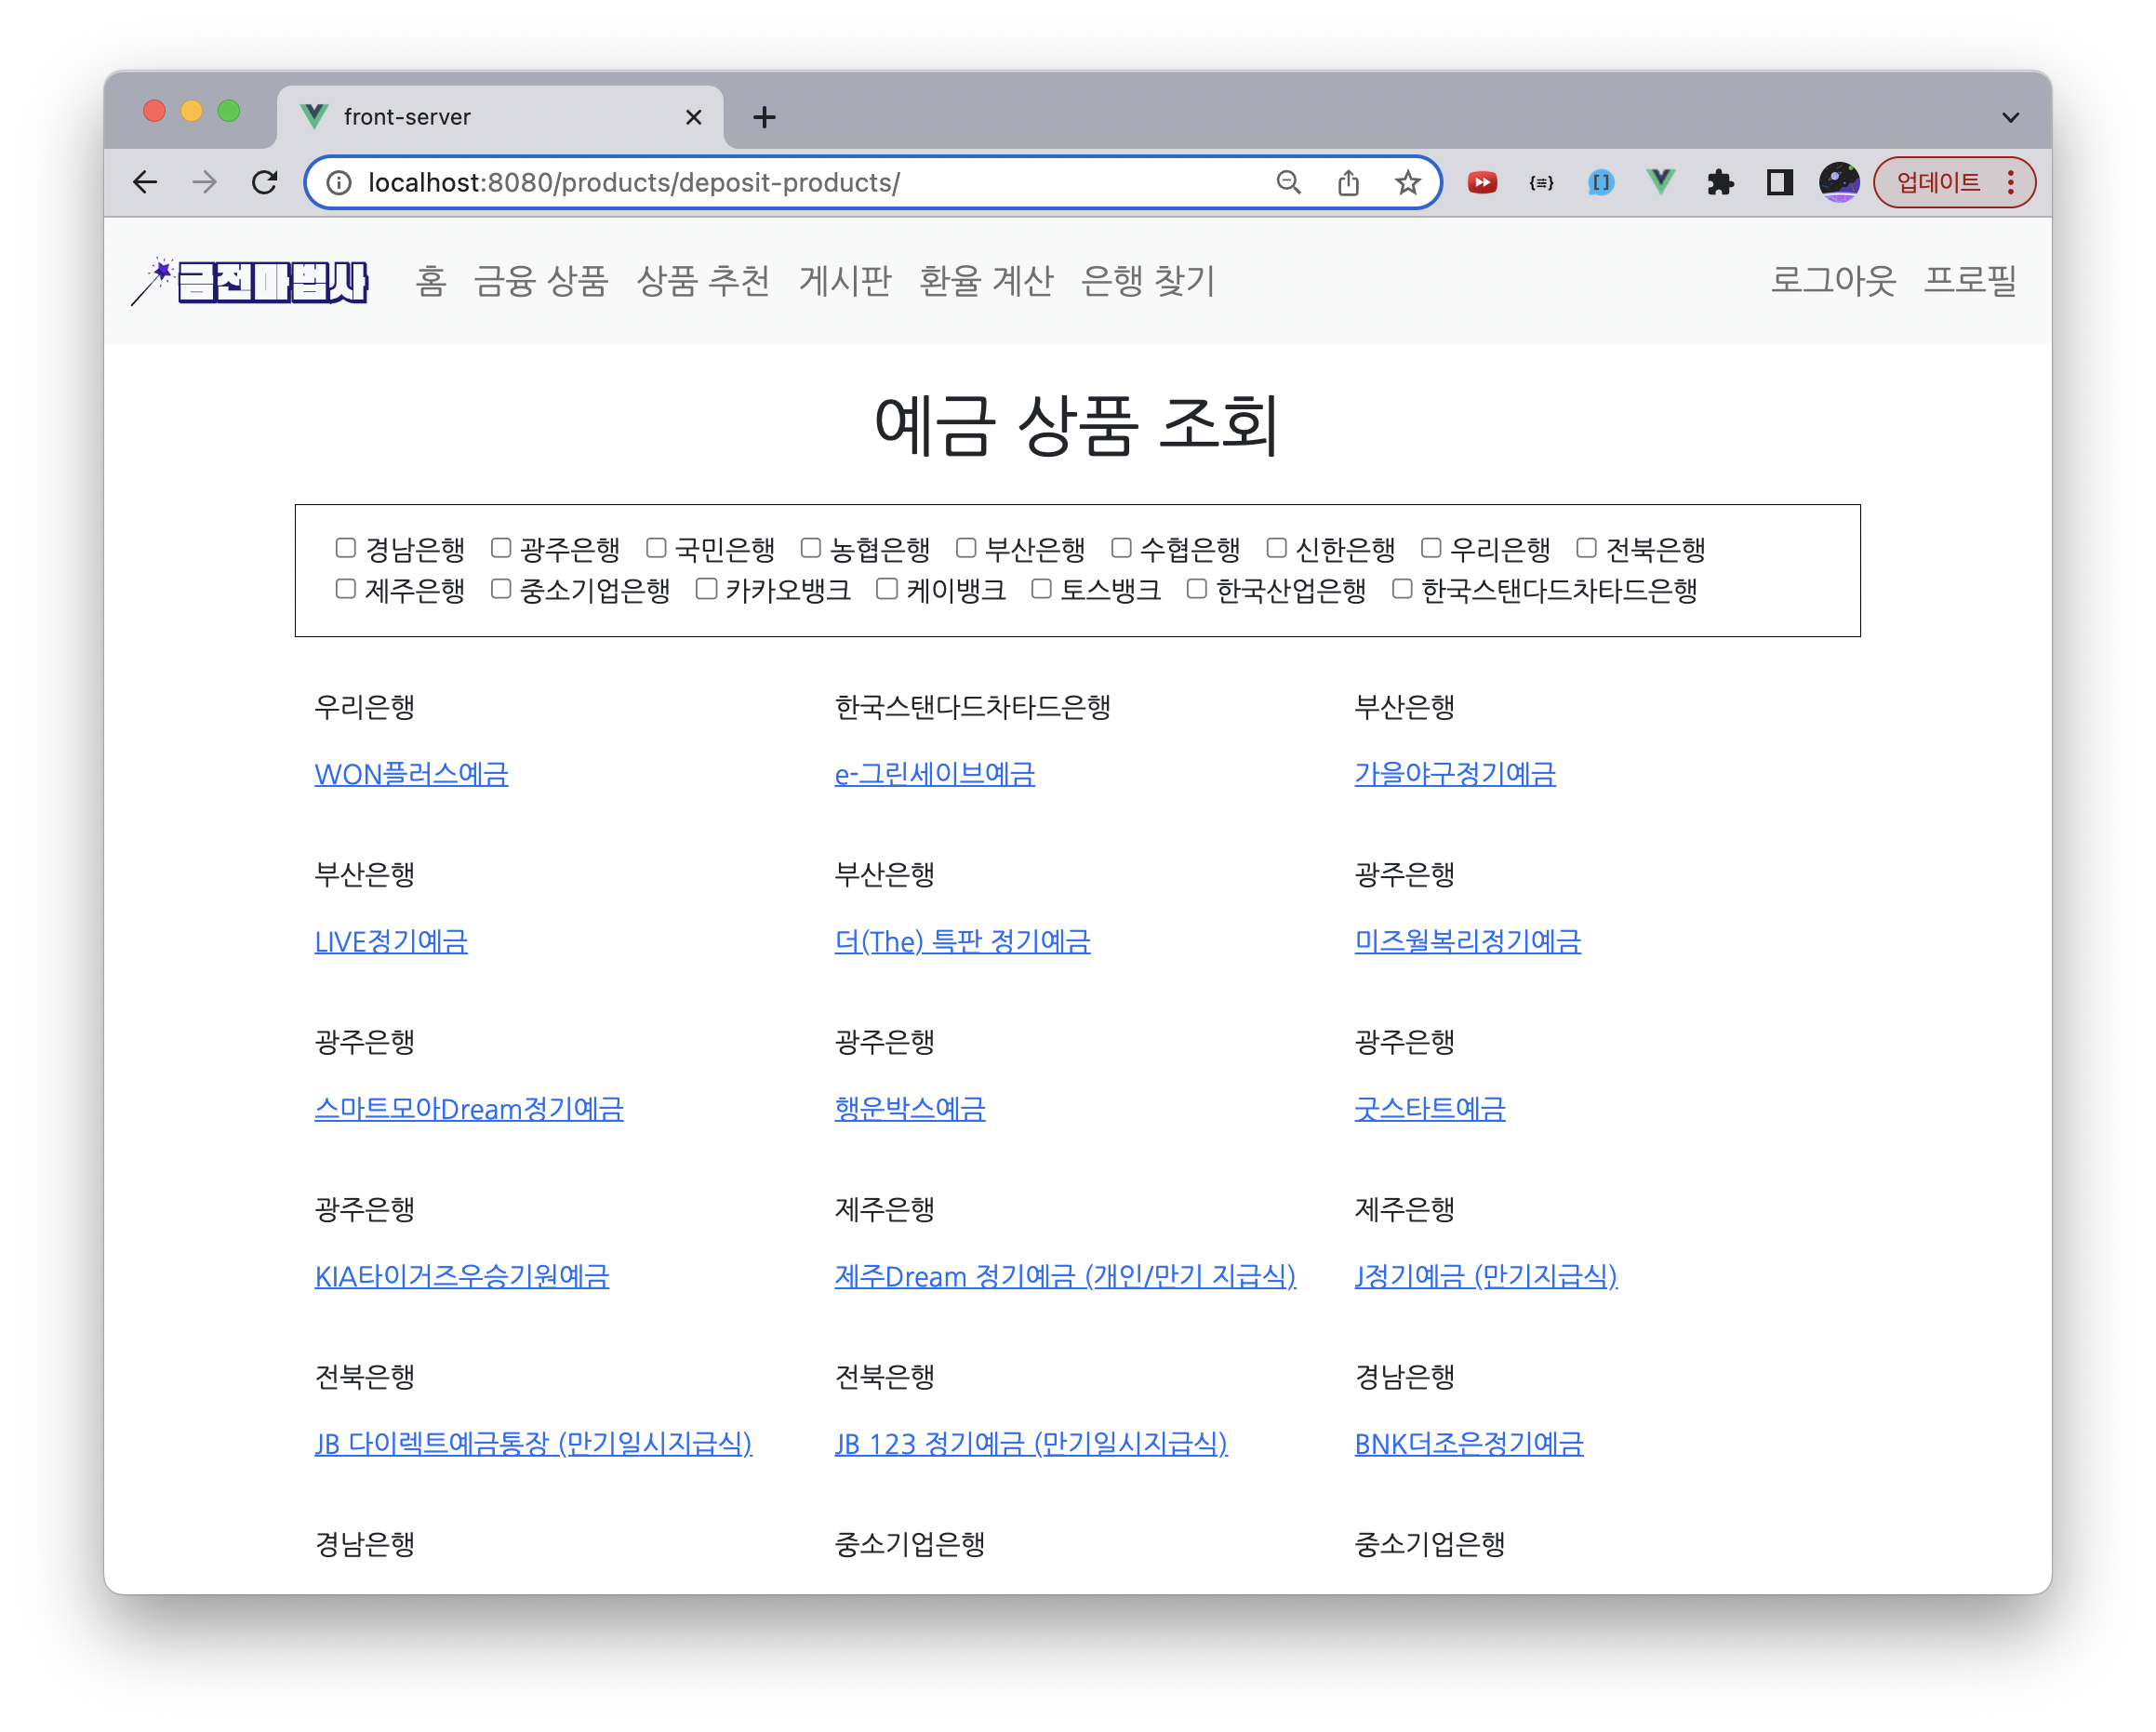 front-server
localhost:8080/products/deposit-products/
업데이트
금전마법사 홈 금융 상품 상품 추천 게시판 환율 계산 은행 찾기 로그아웃 프로필
예금 상품 조회
경남은행 광주은행 국민은행 농협은행 부산은행 수협은행 신한은행 우리은행 전북은행
제주은행 중소기업은행 카카오뱅크 케이뱅크 토스뱅크 한국산업은행 한국스탠다드차타드은행
우리은행 한국스탠다드차타드은행 부산은행
WON플러스예금 e-그린세이브예금 가을야구정기예금
부산은행 부산은행 광주은행
LIVE정기예금 더(The) 특판 정기예금 미즈월복리정기예금
광주은행 광주은행 광주은행
스마트모아Dream정기예금 행운박스예금 굿스타트예금
광주은행 제주은행 제주은행
KIA타이거즈우승기원예금 제주Dream 정기예금 (개인/만기 지급식) J정기예금 (만기지급식)
전북은행 전북은행 경남은행
JB 다이렉트예금통장 (만기일시지급식) JB 123 정기예금 (만기일시지급식) BNK더조은정기예금
경남은행 중소기업은행 중소기업은행